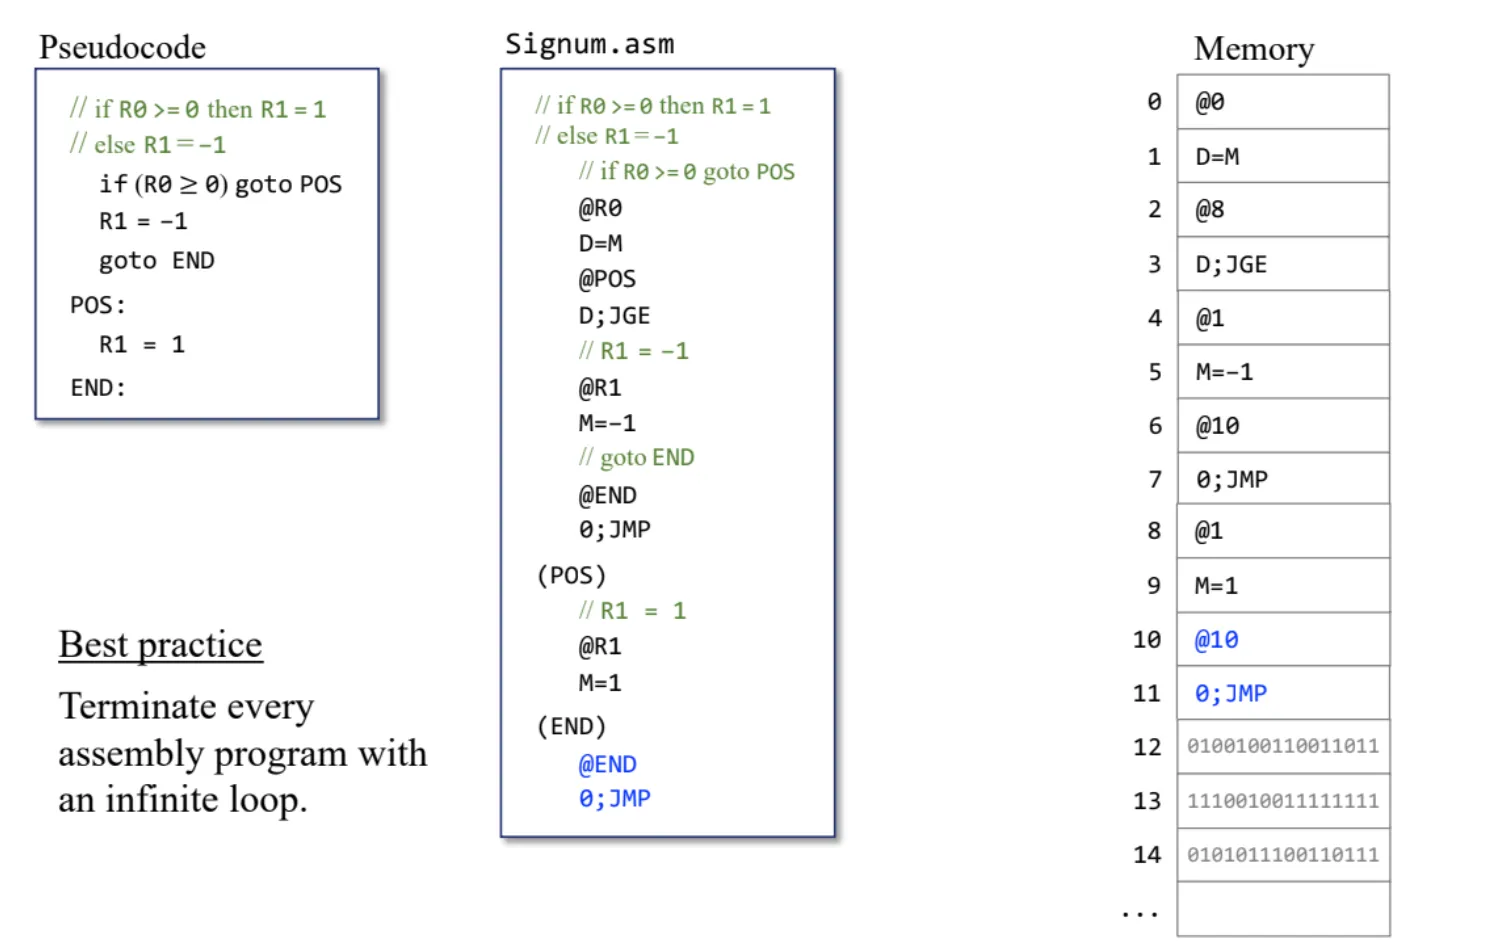 Pseudocode
// if R0 >= 0 then R1 = 1
// else R1 = –1
if (R0 ≥ 0) goto POS
R1 = –1
goto END
POS:
R1 = 1
END:
Best practice
Terminate every
assembly program with
an infinite loop.
Signum.asm
// if R0 >= 0 then R1 = 1
// else R1 = –1
// if R0 >= 0 goto POS
@R0
D=M
@POS
D;JGE
// R1 = –1
@R1
M=–1
// goto END
@END
0;JMP
(POS)
// R1 = 1
@R1
M=1
(END)
@END
0;JMP
Memory
0 @0
1 D=M
2 @8
3 D;JGE
4 @1
5 M=–1
6 @10
7 0;JMP
8 @1
9 M=1
10 @10
11 0;JMP
12 0100100110011011
13 1110010011111111
14 0101011100110111
...